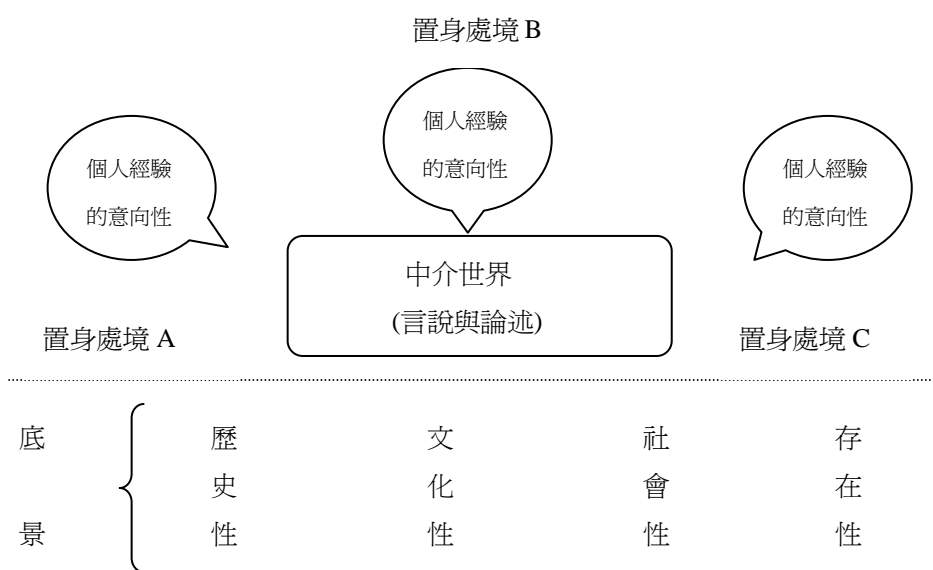 置身處境 B
個人經驗
的意向性
個人經驗
的意向性
個人經驗
的意向性
中介世界
(言說與論述)
置身處境 A
置身處境 C
底景
歷史性
文化性
社會性
存在性